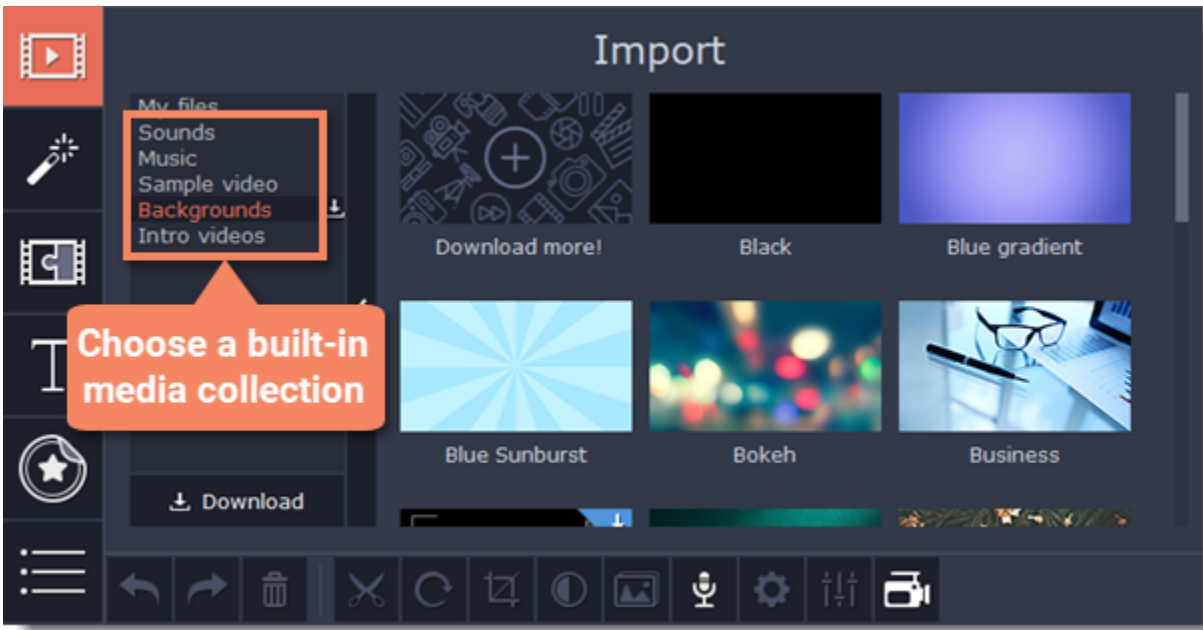 Import
My files
Sounds
Music
Sample video
Backgrounds
Intro videos
Choose a built-in
media collection
Download
Download more!
Black
Blue gradient
Blue Sunburst
Bokeh
Business